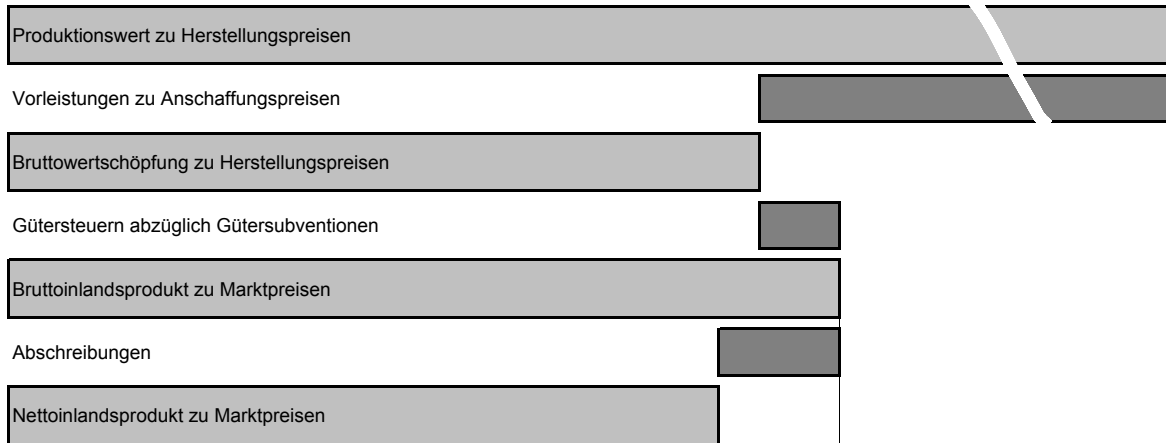 Produktionswert zu Herstellungspreisen
Vorleistungen zu Anschaffungspreisen
Bruttowertschöpfung zu Herstellungspreisen
Gütersteuern abzüglich Gütersubventionen
Bruttoinlandsprodukt zu Marktpreisen
Abschreibungen
Nettoinlandsprodukt zu Marktpreisen